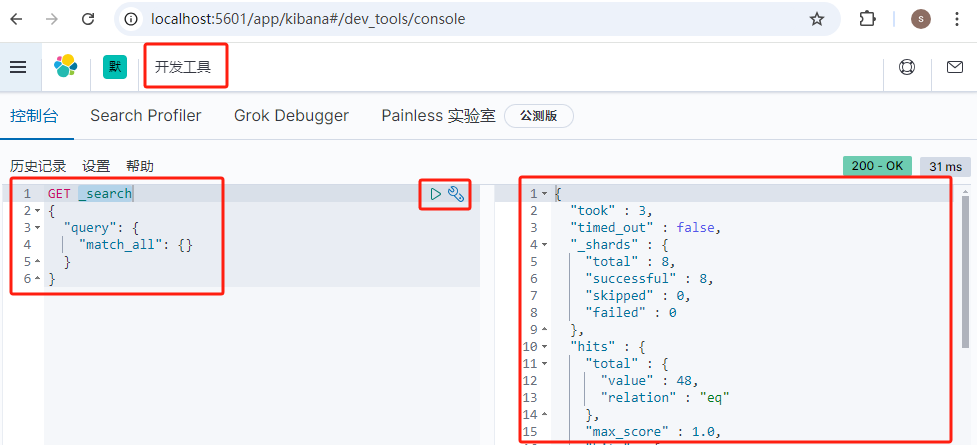 localhost:5601/app/kibana#/dev_tools/console
S
默
开发工具
控制台 Search Profiler Grok Debugger Painless 实验室 公测版
历史记录 设置 帮助
200 - OK 31 ms
1 GET _search
2 {
3 "query": {
4 "match_all": {}
5 }
6 }
1 {
2 "took" : 3,
3 "timed_out" : false,
4 "_shards" : {
5 "total" : 8,
6 "successful" : 8,
7 "skipped" : 0,
8 "failed" : 0
9 },
10 "hits" : {
11 "total" : {
12 "value" : 48,
13 "relation" : "eq"
14 },
15 "max_score" : 1.0,